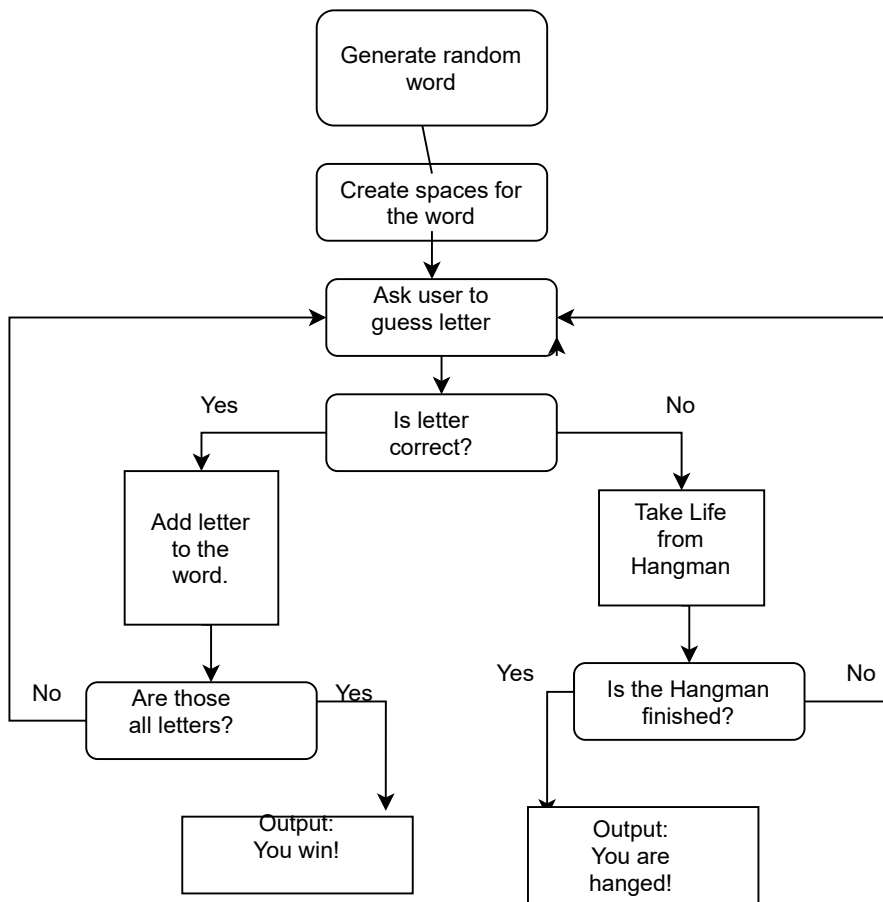 Generate random
word
Create spaces for
the word
Ask user to
guess letter
Yes
Is letter
correct?
No
Add letter
to the
word.
Take Life
from
Hangman
No
Are those
all letters?
Yes
Yes
Is the Hangman
finished?
No
Output:
You win!
Output:
You are
hanged!